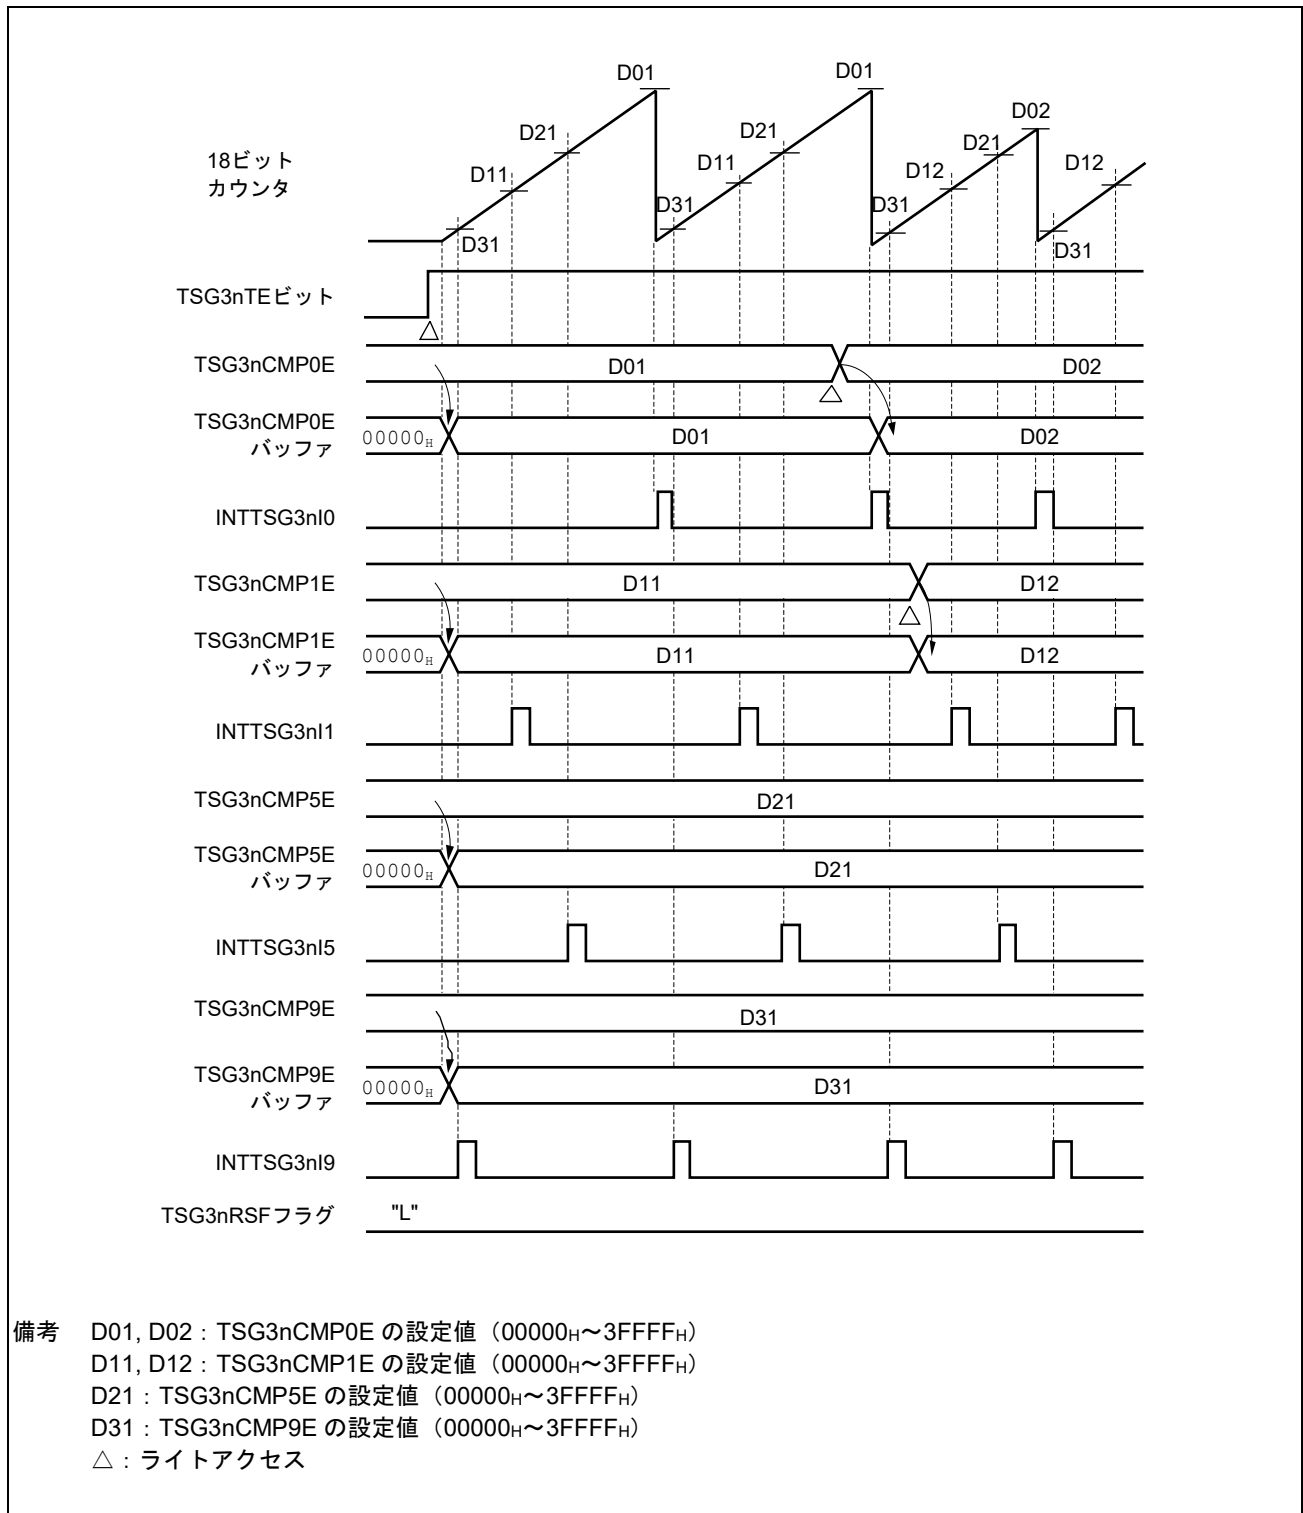 D01
D01
D02
D21
D21
D21
18ビット
カウンタ
D11
D11
D12
D12
D31
D31
D31
D31
TSG3nTEビット
△
TSG3nCMP0E
D01
D02
△
TSG3nCMP0E
バッファ
00000H
D01
D02
INTTSG3nI0
TSG3nCMP1E
D11
D12
△
TSG3nCMP1E
バッファ
00000H
D11
D12
INTTSG3nI1
TSG3nCMP5E
D21
TSG3nCMP5E
バッファ
00000H
D21
INTTSG3nI5
TSG3nCMP9E
D31
TSG3nCMP9E
バッファ
00000H
D31
INTTSG3nI9
TSG3nRSFフラグ
"L"
備考 D01, D02：TSG3nCMP0E の設定値（00000H～3FFFFH）
D11, D12：TSG3nCMP1E の設定値（00000H～3FFFFH）
D21：TSG3nCMP5E の設定値（00000H～3FFFFH）
D31：TSG3nCMP9E の設定値（00000H～3FFFFH）
△：ライトアクセス